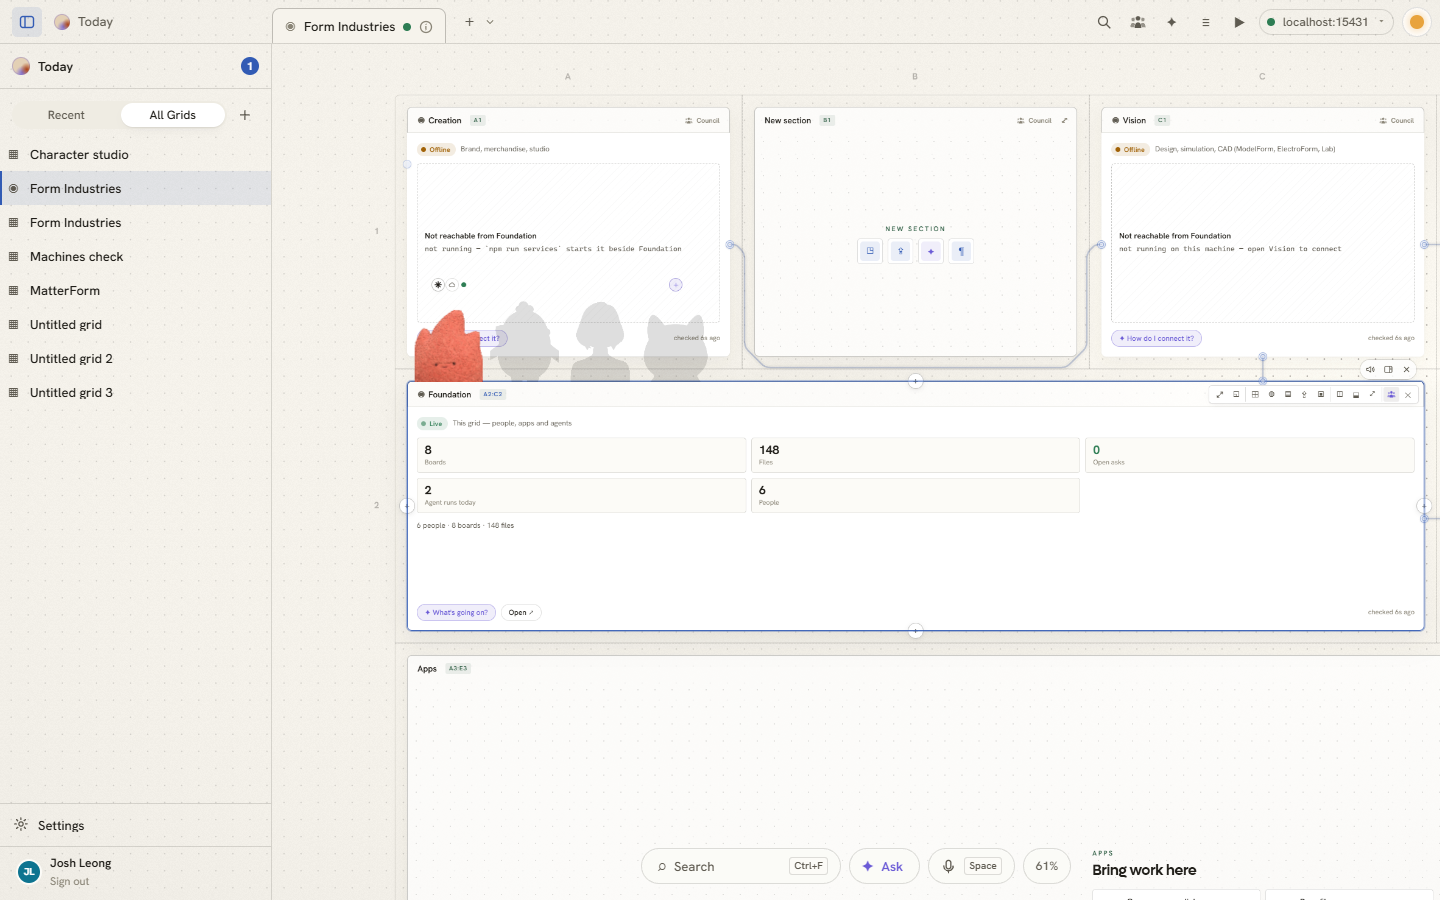 Today
Form Industries
localhost:15431
Today
1
Recent
All Grids
Character studio
Form Industries
Form Industries
Machines check
MatterForm
Untitled grid
Untitled grid 2
Untitled grid 3
Settings
JL
Josh Leong
Sign out
A
B
C
1
2
Creation A1
Council
Offline
Brand, merchandise, studio
Not reachable from Foundation
not running — `npm run services` starts it beside Foundation
ect it?
checked 6s ago
New section B1
Council
NEW SECTION
Vision C1
Council
Offline
Design, simulation, CAD (ModelForm, ElectroForm, Lab)
Not reachable from Foundation
not running on this machine — open Vision to connect
How do I connect it?
checked 6s ago
Foundation A2:C2
Live
This grid — people, apps and agents
8
Boards
148
Files
0
Open asks
2
Agent runs today
6
People
6 people · 8 boards · 148 files
What's going on?
Open
checked 6s ago
Apps A3:E3
Search
Ctrl+F
Ask
Space
61%
APPS
Bring work here